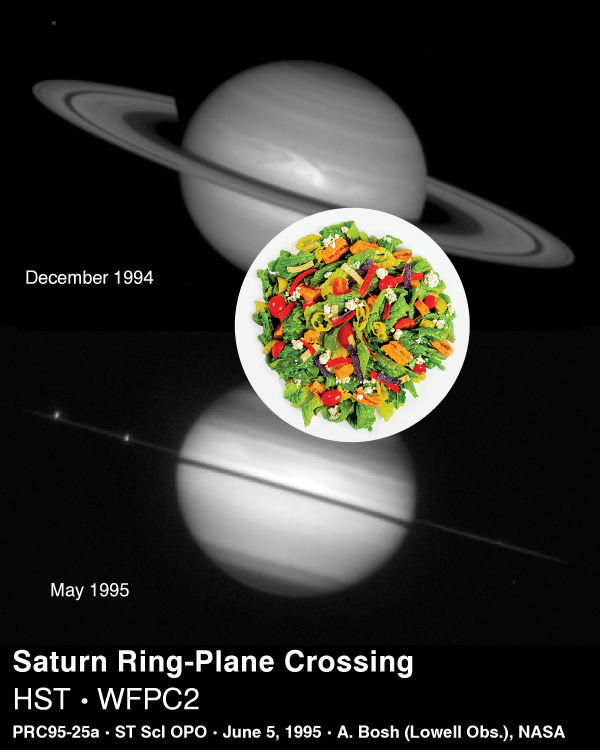 December 1994
May 1995
Saturn Ring-Plane Crossing
HST • WFPC2
PRC95-25a • ST ScI OPO • June 5, 1995 • A. Bosh (Lowell Obs.), NASA